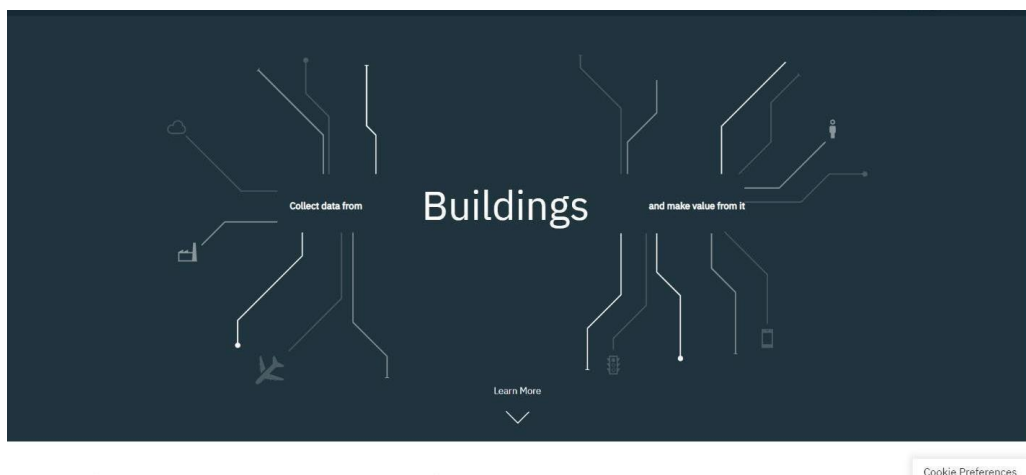 Collect data from
Buildings
and make value from it
Learn More
Cookie Preferences